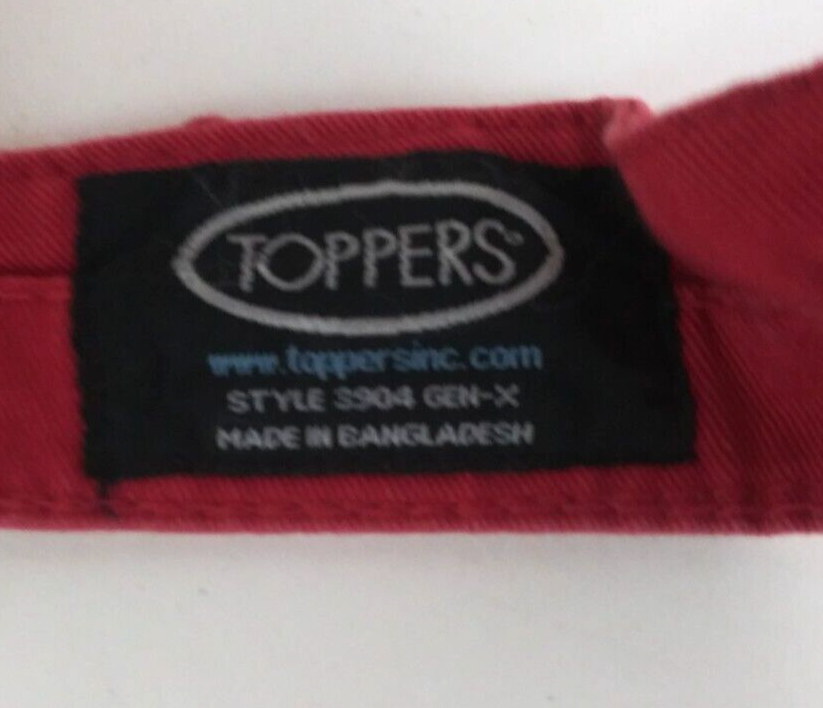 TOPPERS
www.toppersinc.com
STYLE 3904 GEN-X
MADE IN BANGLADESH